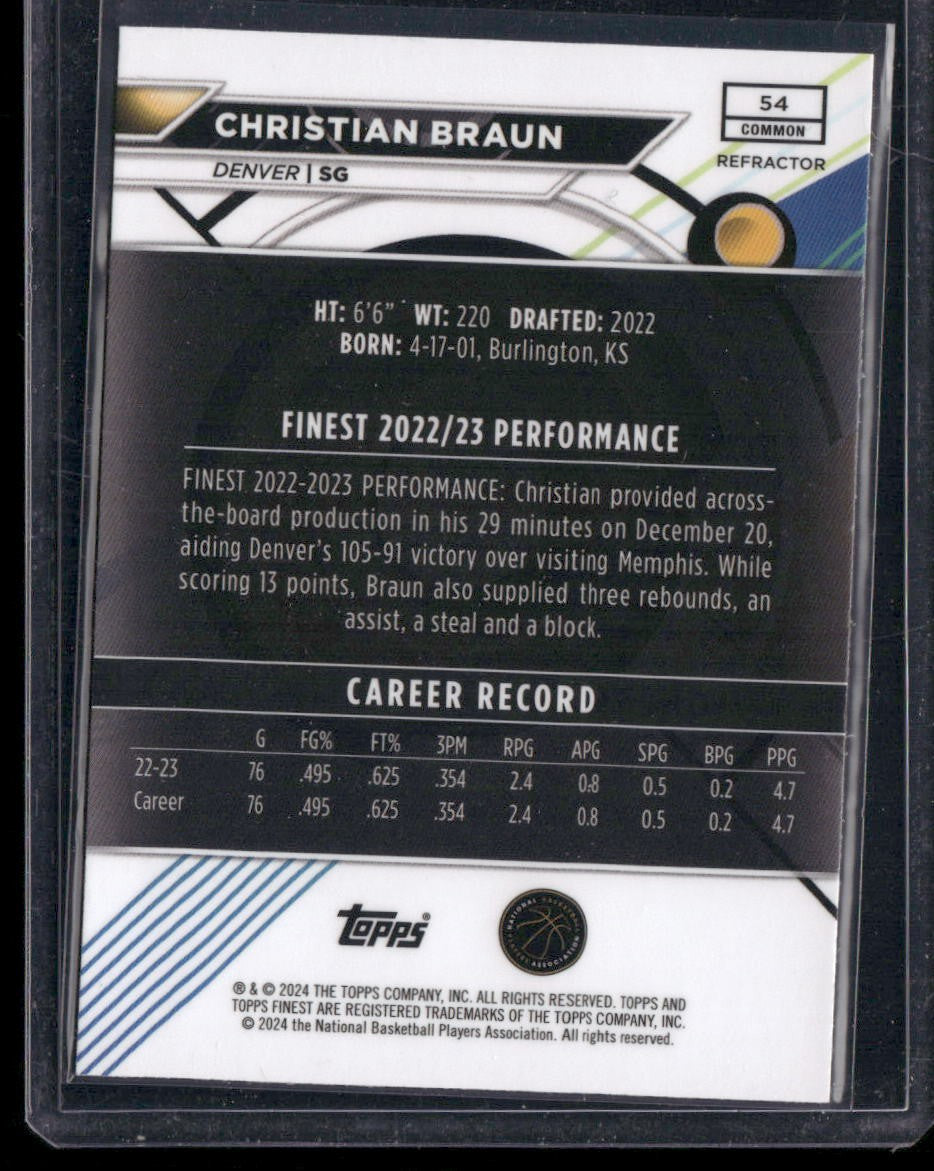 54
COMMON
REFRACTOR
CHRISTIAN BRAUN
DENVER | SG
HT: 6'6" WT: 220 DRAFTED: 2022
BORN: 4-17-01, Burlington, KS
FINEST 2022/23 PERFORMANCE
FINEST 2022-2023 PERFORMANCE: Christian provided across-
the-board production in his 29 minutes on December 20,
aiding Denver's 105-91 victory over visiting Memphis. While
scoring 13 points, Braun also supplied three rebounds, an
assist, a steal and a block.
CAREER RECORD
G FG% FT% 3PM RPG APG SPG BPG PPG
22-23 76 .495 .625 .354 2.4 0.8 0.5 0.2 4.7
Career 76 .495 .625 .354 2.4 0.8 0.5 0.2 4.7
topps®
NATIONAL BASKETBALL
PLAYERS ASSOCIATION
® & © 2024 THE TOPPS COMPANY, INC. ALL RIGHTS RESERVED. TOPPS AND
TOPPS FINEST ARE REGISTERED TRADEMARKS OF THE TOPPS COMPANY, INC.
© 2024 the National Basketball Players Association. All rights reserved.